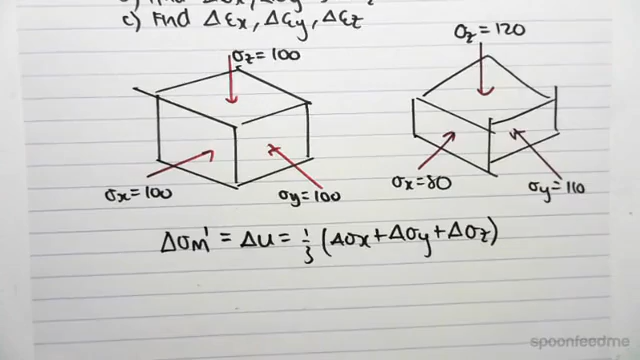 c) Find Δεx, Δεy, Δεz
σz = 100
σz = 120
σx = 100
σy = 100
σx = 80
σy = 110
Δσm' = Δu = 1/3 (Δσx + Δσy + Δσz)
spoonfeedme